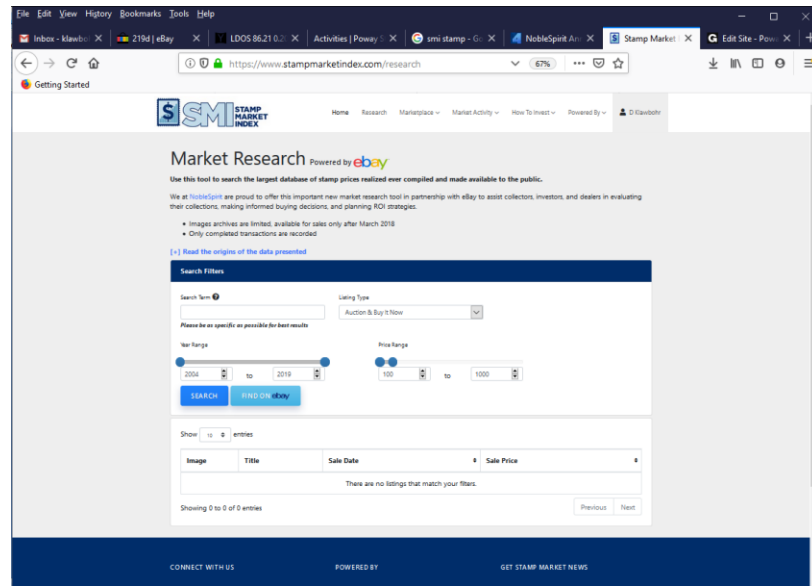 File Edit View History Bookmarks Tools Help
Inbox - klawbo
219d | eBay
LDOS 86.21 0.2
Activities | Poway S
smi stamp - Go
NobleSpirit An
Stamp Market I
Edit Site - Pow
https://www.stampmarketindex.com/research
67%
Getting Started
SMI STAMP MARKET INDEX
Home Research Marketplace Market Activity How To Invest Powered By D Klawbohr
Market Research Powered by ebay
Use this tool to search the largest database of stamp prices realized ever compiled and made available to the public.
We at NobleSpirit are proud to offer this important new market research tool in partnership with eBay to assist collectors, investors, and dealers in evaluating
their collections, making informed buying decisions, and planning ROI strategies.
• Images archives are limited, available for sales only after March 2018
• Only completed transactions are recorded
[+] Read the origins of the data presented
Search Filters
Search Term Listing Type
Auction & Buy It Now
Please be as specific as possible for best results
Year Range Price Range
2004 to 2019 100 to 1000
SEARCH FIND ON ebay
Show 10 entries
Image Title Sale Date Sale Price
There are no listings that match your filters.
Showing 0 to 0 of 0 entries Previous Next
CONNECT WITH US POWERED BY GET STAMP MARKET NEWS